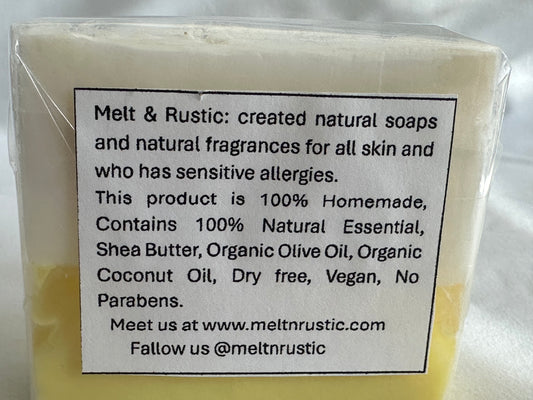 Melt & Rustic: created natural soaps
and natural fragrances for all skin and
who has sensitive allergies.
This product is 100% Homemade,
Contains 100% Natural Essential,
Shea Butter, Organic Olive Oil, Organic
Coconut Oil, Dry free, Vegan, No
Parabens.
Meet us at www.meltnrustic.com
Fallow us @meltnrustic